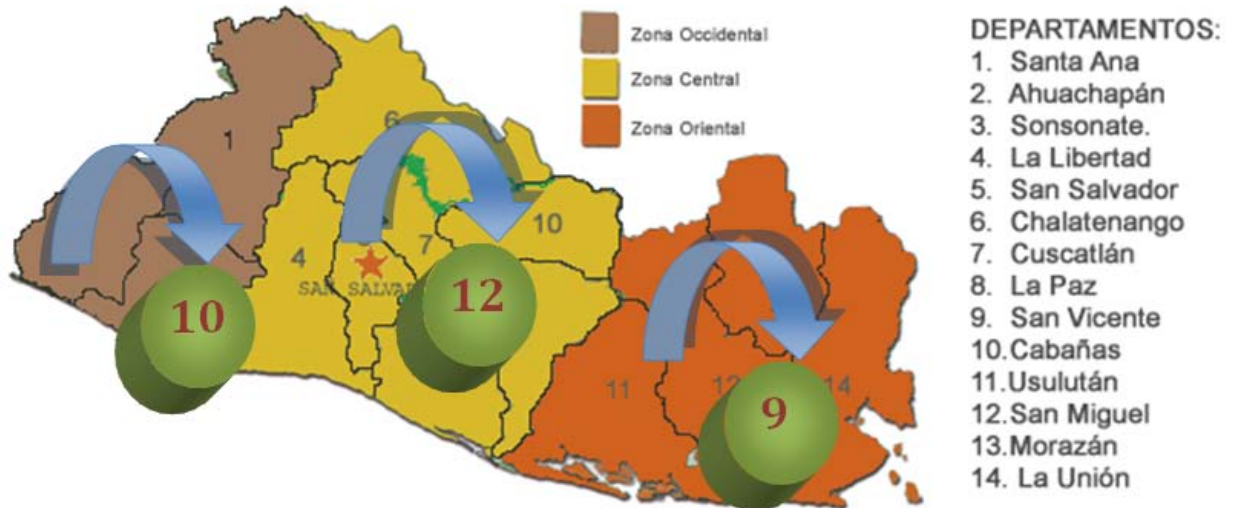 Zona Occidental
Zona Central
Zona Oriental
DEPARTAMENTOS:
1. Santa Ana
2. Ahuachapán
3. Sonsonate.
4. La Libertad
5. San Salvador
6. Chalatenango
7. Cuscatlán
8. La Paz
9. San Vicente
10.Cabañas
11.Usulután
12.San Miguel
13.Morazán
14. La Unión
6
1
10
4
7
SAN SALVA
10
12
9
11
12
14